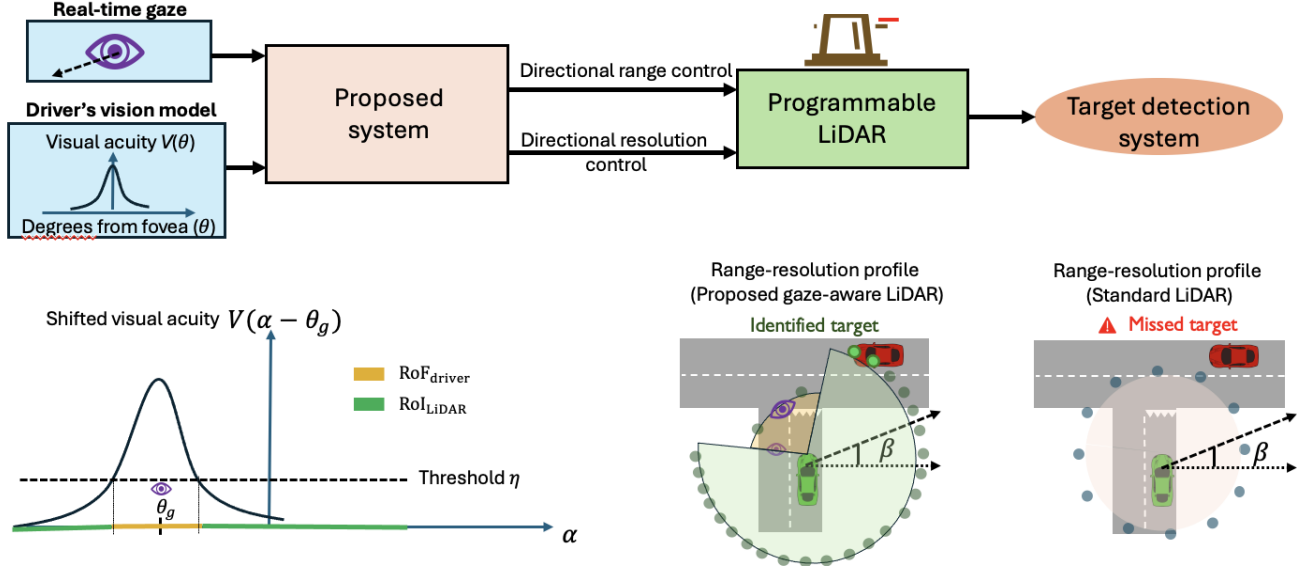 Real-time gaze
Driver's vision model
Visual acuity V(θ)
Degrees from fovea (θ)
Proposed
system
Directional range control
Directional resolution
control
Programmable
LiDAR
Target detection
system
Shifted visual acuity V(α − θg)
RoFdriver
RoILiDAR
Threshold η
θg
α
Range-resolution profile
(Proposed gaze-aware LiDAR)
Identified target
β
Range-resolution profile
(Standard LiDAR)
Missed target
β